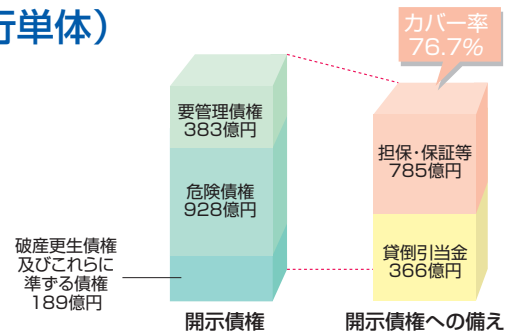 行単体）
カバー率
76.7%
要管理債権
383億円
危険債権
928億円
破産更生債権
及びこれらに
準ずる債権
189億円
担保・保証等
785億円
貸倒引当金
366億円
開示債権
開示債権への備え